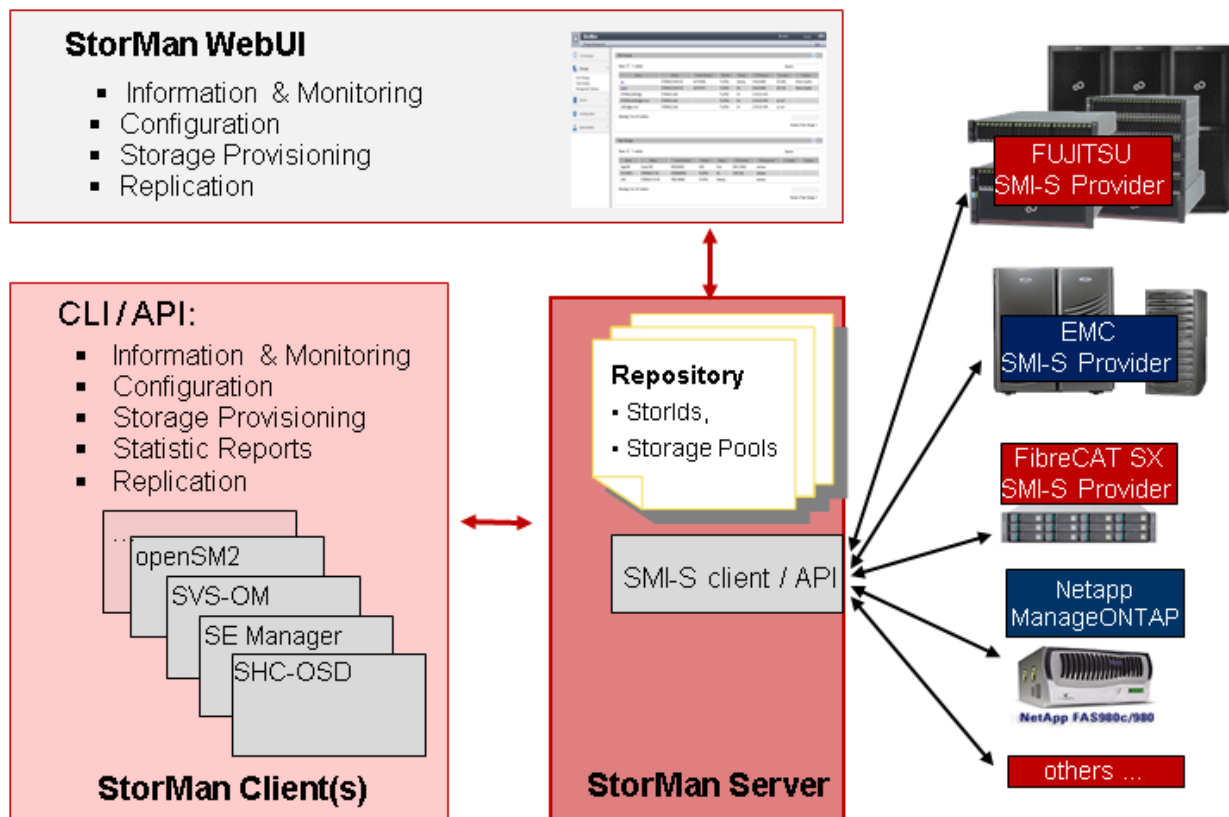 StorMan WebUI
▪ Information & Monitoring
▪ Configuration
▪ Storage Provisioning
▪ Replication
CLI / API:
▪ Information & Monitoring
▪ Configuration
▪ Storage Provisioning
▪ Statistic Reports
▪ Replication
...
openSM2
SVS-OM
SE Manager
SHC-OSD
StorMan Client(s)
Repository
▪ StorIds,
▪ Storage Pools
SMI-S client / API
StorMan Server
FUJITSU
SMI-S Provider
EMC
SMI-S Provider
FibreCAT SX
SMI-S Provider
Netapp
ManageONTAP
NetApp FAS980c/980
others ...